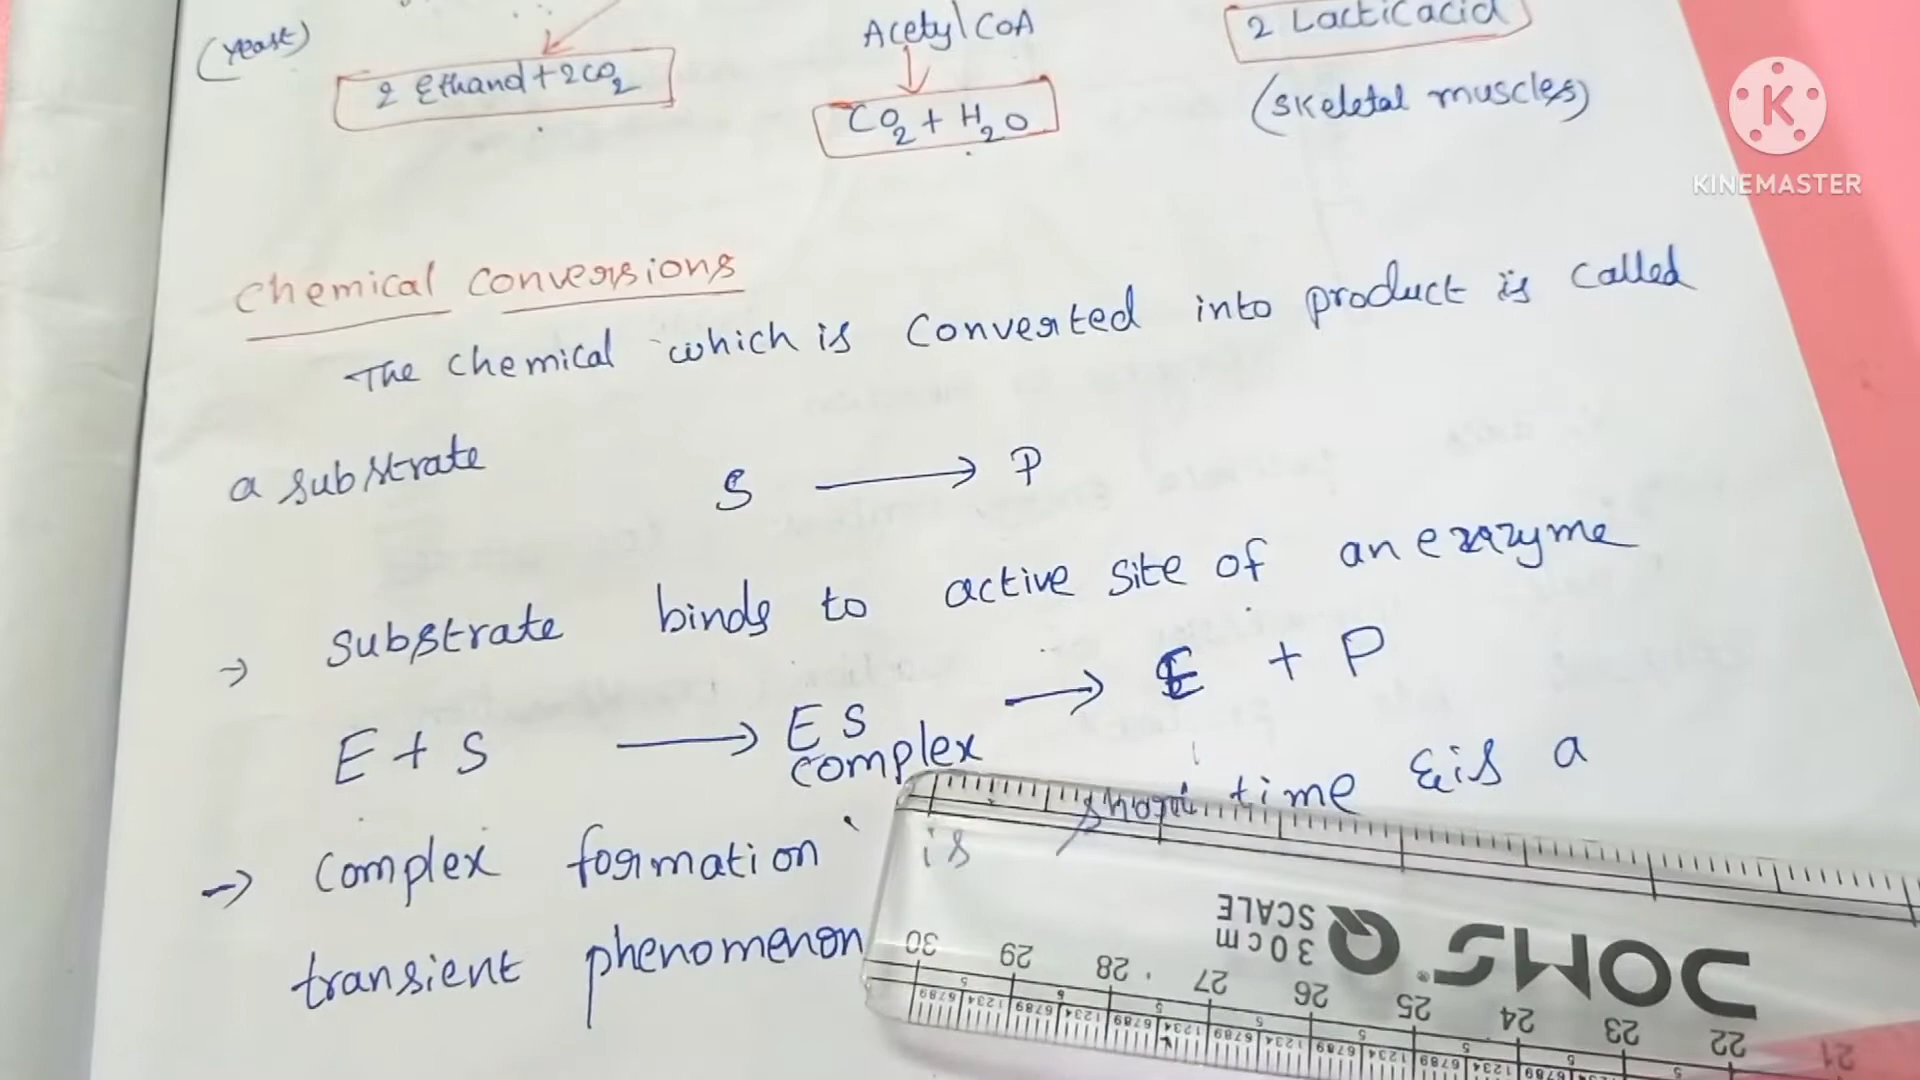 (Yeast)
2 Ethanol + 2CO2
Acetyl CoA
CO2 + H2O
2 Lactic acid
(skeletal muscles)
K
KINEMASTER
Chemical Conversions
The chemical which is converted into product is called
a substrate
S → P
→ substrate binds to active site of an enzyme
E + S → ES complex → E + P
→ complex formation is short time & is a
transient phenomenon
DOMS Q
30cm SCALE
30 29 28 27 26 25 24 23 22 21